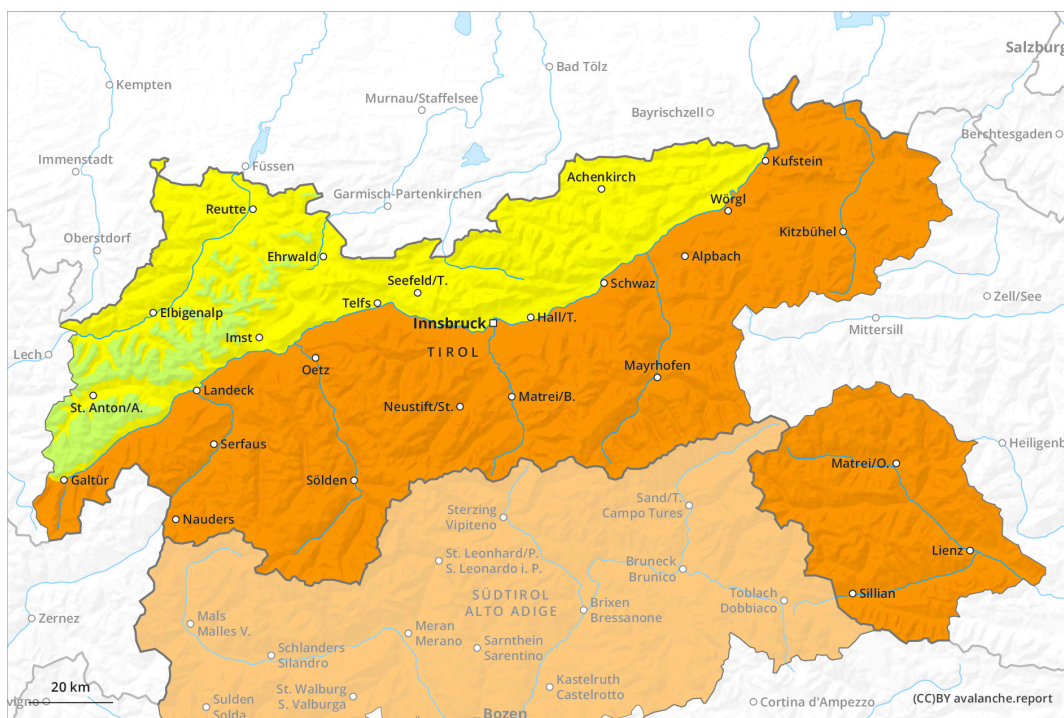 Salzburg
Bad Tölz
Kempten
Murnau/Staffelsee
Bayrischzell
Berchtesgaden
Immenstadt
Füssen
Kufstein
Achenkirch
Garmisch-Partenkirchen
Reutte
Wörgl
Oberstdorf
Kitzbühel
Ehrwald
Alpbach
Seefeld/T.
Schwaz
Zell/See
Telfs
Elbigenalp
Hall/T.
Innsbruck
Mittersill
Imst
Lech
TIROL
Oetz
Mayrhofen
Landeck
Matrei/B.
St. Anton/A.
Neustift/St.
Serfaus
Heiligenb
Matrei/O.
Galtür
Sölden
Sand/T.
Campo Tures
Sterzing
Vipiteno
Nauders
Lienz
St. Leonhard/P.
S. Leonardo i. P.
Bruneck
Brunico
Sillian
SÜDTIROL
ALTO ADIGE
Toblach
Dobbiaco
Brixen
Bressanone
Zernez
Mals
Malles V.
Meran
Merano
Sarnthein
Sarentino
Schlanders
Silandro
Kastelruth
Castelrotto
20 km
St. Walburg
S. Valburga
vigno
Sulden
Solda
Cortina d'Ampezzo
(CC)BY avalanche.report
Bozen